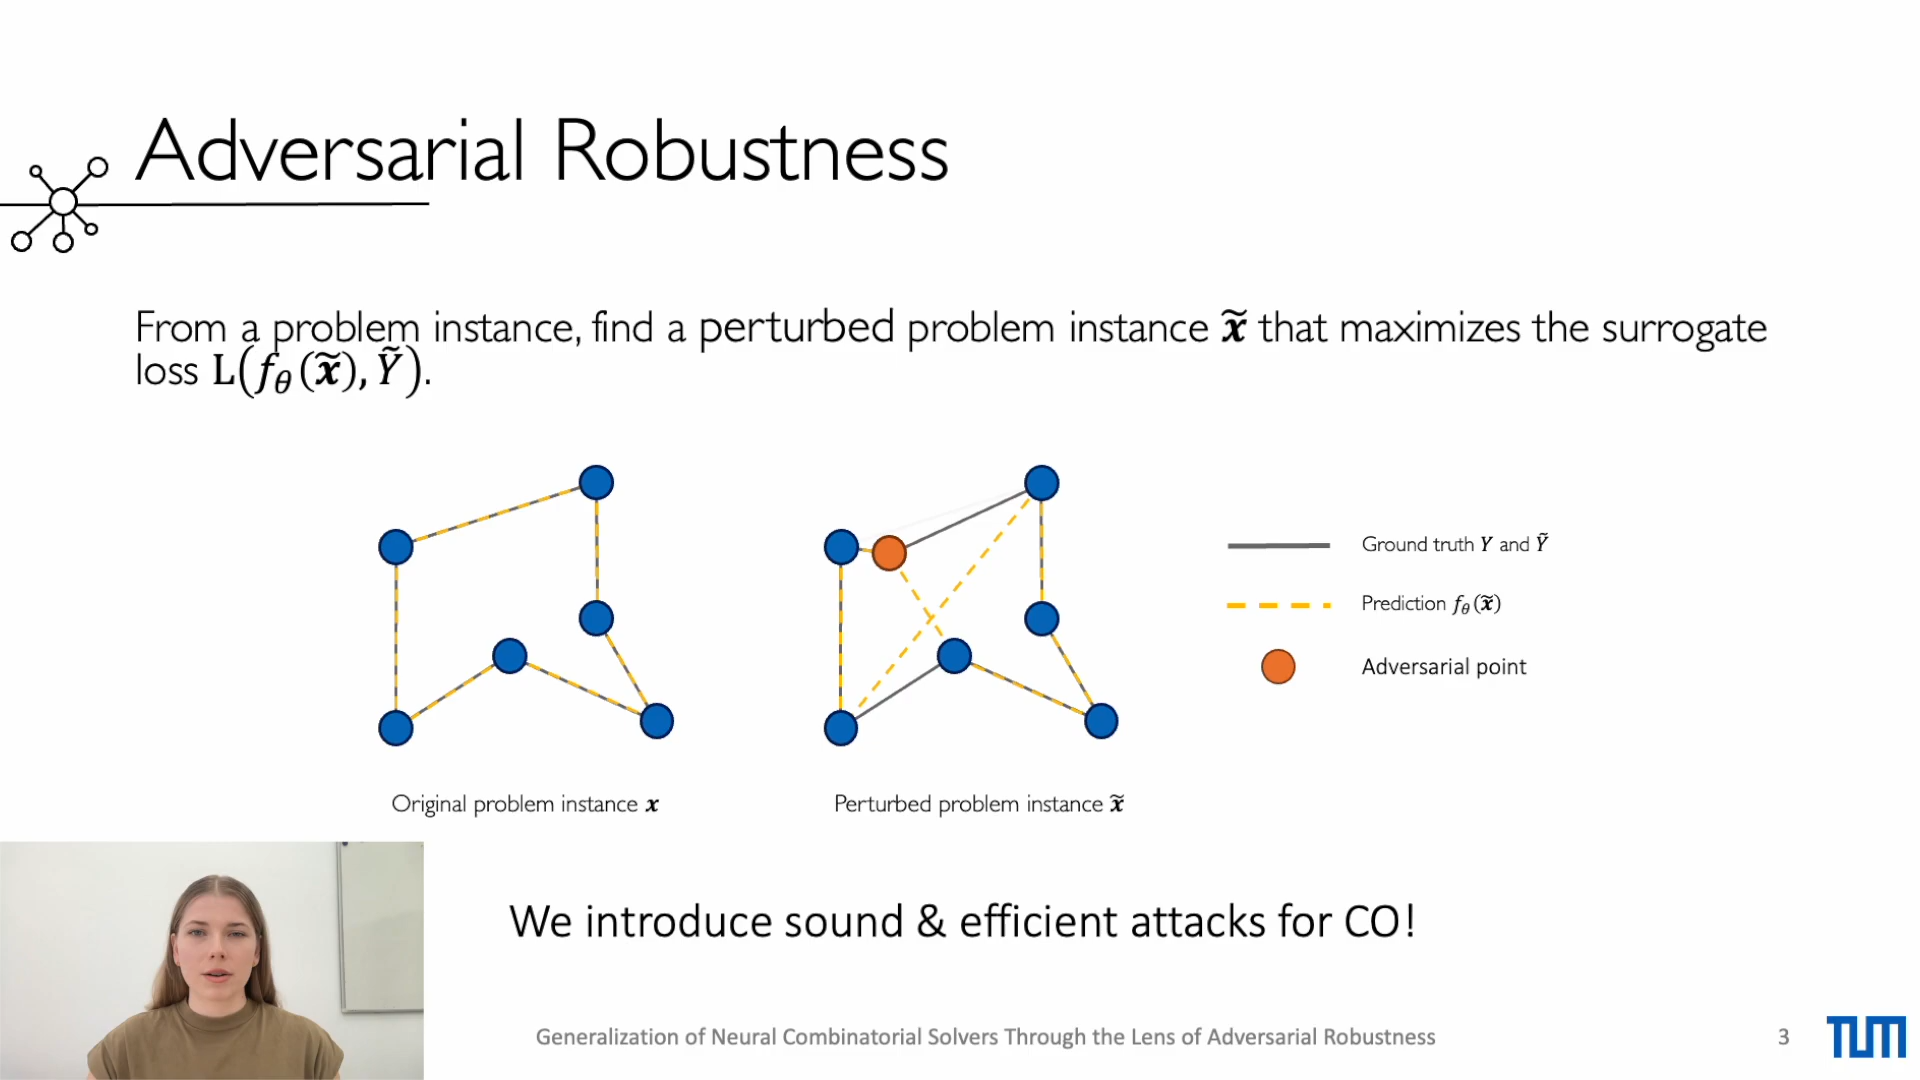 Adversarial Robustness
From a problem instance, find a perturbed problem instance x̃ that maximizes the surrogate
loss L(f_θ(x̃), Ỹ).
Ground truth Y and Ỹ
Prediction f_θ(x̃)
Adversarial point
Original problem instance x
Perturbed problem instance x̃
We introduce sound & efficient attacks for CO!
Generalization of Neural Combinatorial Solvers Through the Lens of Adversarial Robustness
3
TUM